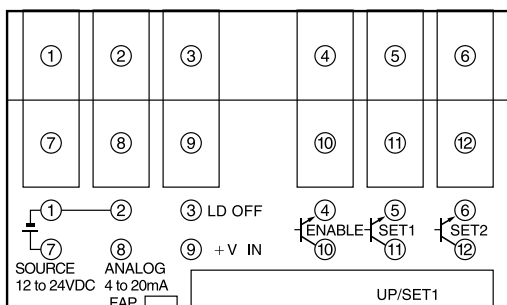 ① ② ③ ④ ⑤ ⑥
⑦ ⑧ ⑨ ⑩ ⑪ ⑫
① ② ③ LD OFF ④ ⑤ ⑥
ENABLE SET1 SET2
⑦ ⑧ ⑨ +V IN ⑩ ⑪ ⑫
SOURCE ANALOG
12 to 24VDC 4 to 20mA
UP/SET1